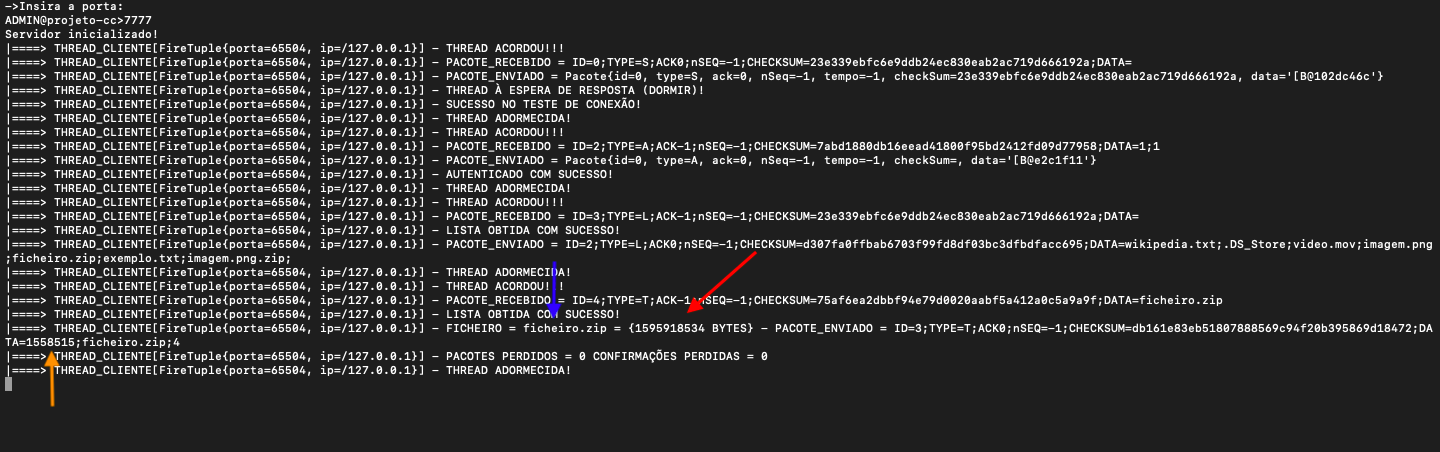 ->Insira a porta:
ADMIN@projeto-cc>7777
Servidor inicializado!
|====> THREAD_CLIENTE[FireTuple{porta=65504, ip=/127.0.0.1}] - THREAD ACORDOU!!!
|====> THREAD_CLIENTE[FireTuple{porta=65504, ip=/127.0.0.1}] - PACOTE_RECEBIDO = ID=0;TYPE=S;ACK0;nSEQ=-1;CHECKSUM=23e339ebfc6e9ddb24ec830eab2ac719d666192a;DATA=
|====> THREAD_CLIENTE[FireTuple{porta=65504, ip=/127.0.0.1}] - PACOTE_ENVIADO = Pacote{id=0, type=S, ack=0, nSeq=-1, tempo=-1, checkSum=23e339ebfc6e9ddb24ec830eab2ac719d666192a, data='[B@102dc46c'}
|====> THREAD_CLIENTE[FireTuple{porta=65504, ip=/127.0.0.1}] - THREAD À ESPERA DE RESPOSTA (DORMIR)!
|====> THREAD_CLIENTE[FireTuple{porta=65504, ip=/127.0.0.1}] - SUCESSO NO TESTE DE CONEXÃO!
|====> THREAD_CLIENTE[FireTuple{porta=65504, ip=/127.0.0.1}] - THREAD ADORMECIDA!
|====> THREAD_CLIENTE[FireTuple{porta=65504, ip=/127.0.0.1}] - THREAD ACORDOU!!!
|====> THREAD_CLIENTE[FireTuple{porta=65504, ip=/127.0.0.1}] - PACOTE_RECEBIDO = ID=2;TYPE=A;ACK-1;nSEQ=-1;CHECKSUM=7abd1880db16eead41800f95bd2412fd09d77958;DATA=1;1
|====> THREAD_CLIENTE[FireTuple{porta=65504, ip=/127.0.0.1}] - PACOTE_ENVIADO = Pacote{id=0, type=A, ack=0, nSeq=-1, tempo=-1, checkSum=, data='[B@e2c1f11'}
|====> THREAD_CLIENTE[FireTuple{porta=65504, ip=/127.0.0.1}] - AUTENTICADO COM SUCESSO!
|====> THREAD_CLIENTE[FireTuple{porta=65504, ip=/127.0.0.1}] - THREAD ADORMECIDA!
|====> THREAD_CLIENTE[FireTuple{porta=65504, ip=/127.0.0.1}] - THREAD ACORDOU!!!
|====> THREAD_CLIENTE[FireTuple{porta=65504, ip=/127.0.0.1}] - PACOTE_RECEBIDO = ID=3;TYPE=L;ACK-1;nSEQ=-1;CHECKSUM=23e339ebfc6e9ddb24ec830eab2ac719d666192a;DATA=
|====> THREAD_CLIENTE[FireTuple{porta=65504, ip=/127.0.0.1}] - LISTA OBTIDA COM SUCESSO!
|====> THREAD_CLIENTE[FireTuple{porta=65504, ip=/127.0.0.1}] - PACOTE_ENVIADO = ID=2;TYPE=L;ACK0;nSEQ=-1;CHECKSUM=d307fa0ffbab6703f99fd8df03bc3dfbdfacc695;DATA=wikipedia.txt;.DS_Store;video.mov;imagem.png
;ficheiro.zip;exemplo.txt;imagem.png.zip;
|====> THREAD_CLIENTE[FireTuple{porta=65504, ip=/127.0.0.1}] - THREAD ADORMECIDA!
|====> THREAD_CLIENTE[FireTuple{porta=65504, ip=/127.0.0.1}] - THREAD ACORDOU!!!
|====> THREAD_CLIENTE[FireTuple{porta=65504, ip=/127.0.0.1}] - PACOTE_RECEBIDO = ID=4;TYPE=T;ACK-1;nSEQ=-1;CHECKSUM=75af6ea2dbbf94e79d0020aabf5a412a0c5a9a9f;DATA=ficheiro.zip
|====> THREAD_CLIENTE[FireTuple{porta=65504, ip=/127.0.0.1}] - LISTA OBTIDA COM SUCESSO!
|====> THREAD_CLIENTE[FireTuple{porta=65504, ip=/127.0.0.1}] - FICHEIRO = ficheiro.zip = {1595918534 BYTES} - PACOTE_ENVIADO = ID=3;TYPE=T;ACK0;nSEQ=-1;CHECKSUM=db161e83eb51807888569c94f20b395869d18472;DA
TA=1558515;ficheiro.zip;4
|====> THREAD_CLIENTE[FireTuple{porta=65504, ip=/127.0.0.1}] - PACOTES PERDIDOS = 0 CONFIRMAÇÕES PERDIDAS = 0
|====> THREAD_CLIENTE[FireTuple{porta=65504, ip=/127.0.0.1}] - THREAD ADORMECIDA!